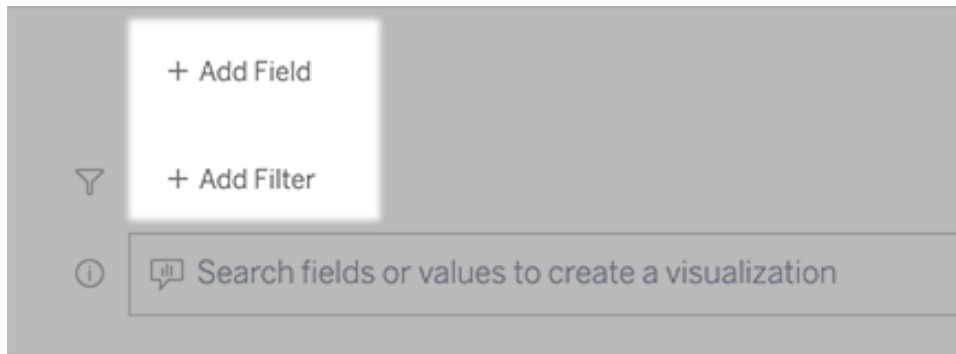 + Add Field
+ Add Filter
Search fields or values to create a visualization